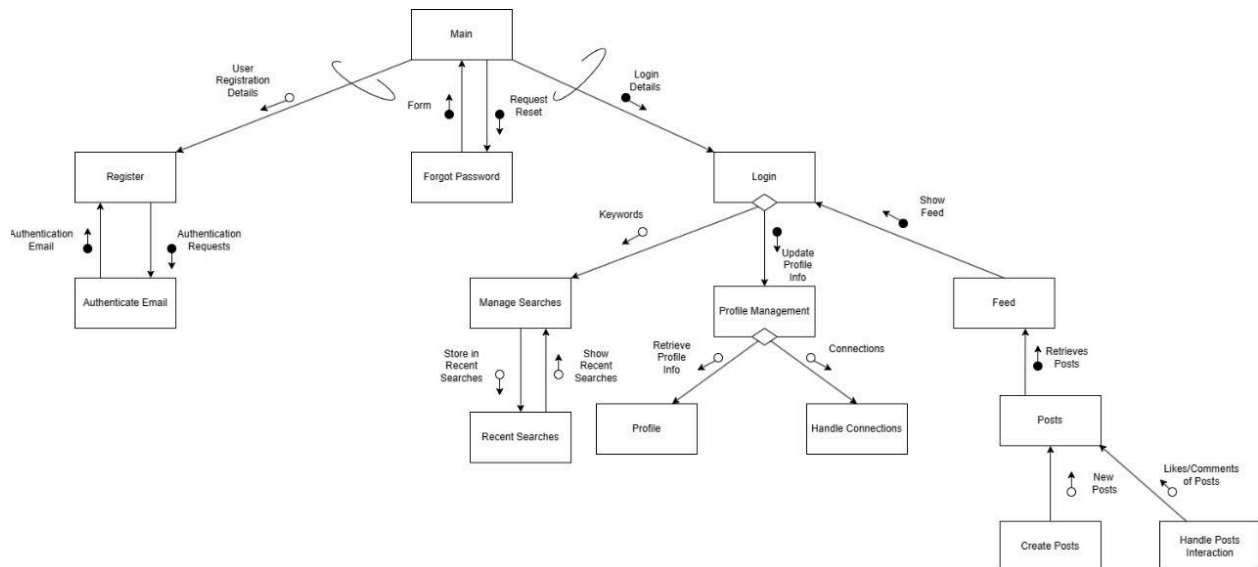 Main
User
Registration
Details
Form
Request
Reset
Login
Details
Register
Forgot Password
Login
Authentication
Email
Authentication
Requests
Keywords
Show
Feed
Update
Profile
Info
Authenticate Email
Manage Searches
Profile Management
Feed
Store in
Recent
Searches
Show
Recent
Searches
Retrieve
Profile
Info
Connections
Retrieves
Posts
Recent Searches
Profile
Handle Connections
Posts
New
Posts
Likes/Comments
of Posts
Create Posts
Handle Posts
Interaction